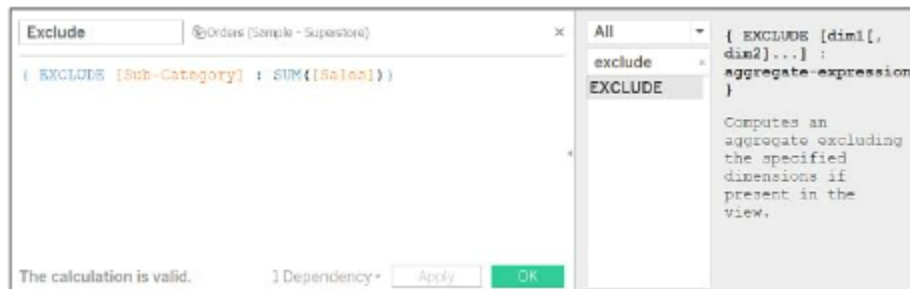 Exclude
Orders (Sample - Superstore)
{ EXCLUDE [Sub-Category] : SUM([Sales])}
The calculation is valid.
1 Dependency
Apply
OK
All
exclude
EXCLUDE
{ EXCLUDE [dim1[,
dim2]...] :
aggregate-expression
}
Computes an
aggregate excluding
the specified
dimensions if
present in the
view.